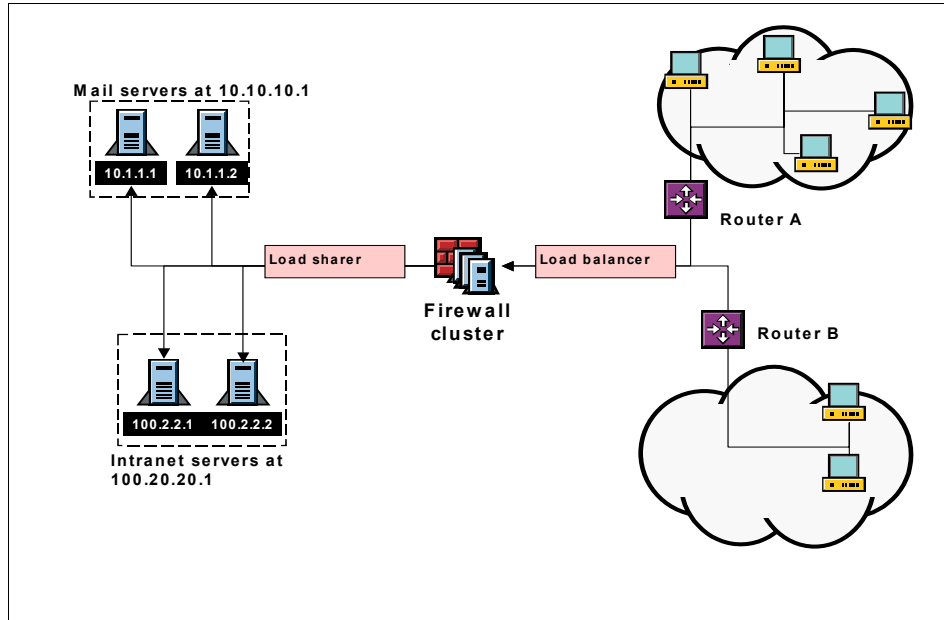 Mail servers at 10.10.10.1
10.1.1.1
10.1.1.2
Router A
Load sharer
Load balancer
Firewall
cluster
Router B
100.2.2.1
100.2.2.2
Intranet servers at
100.20.20.1